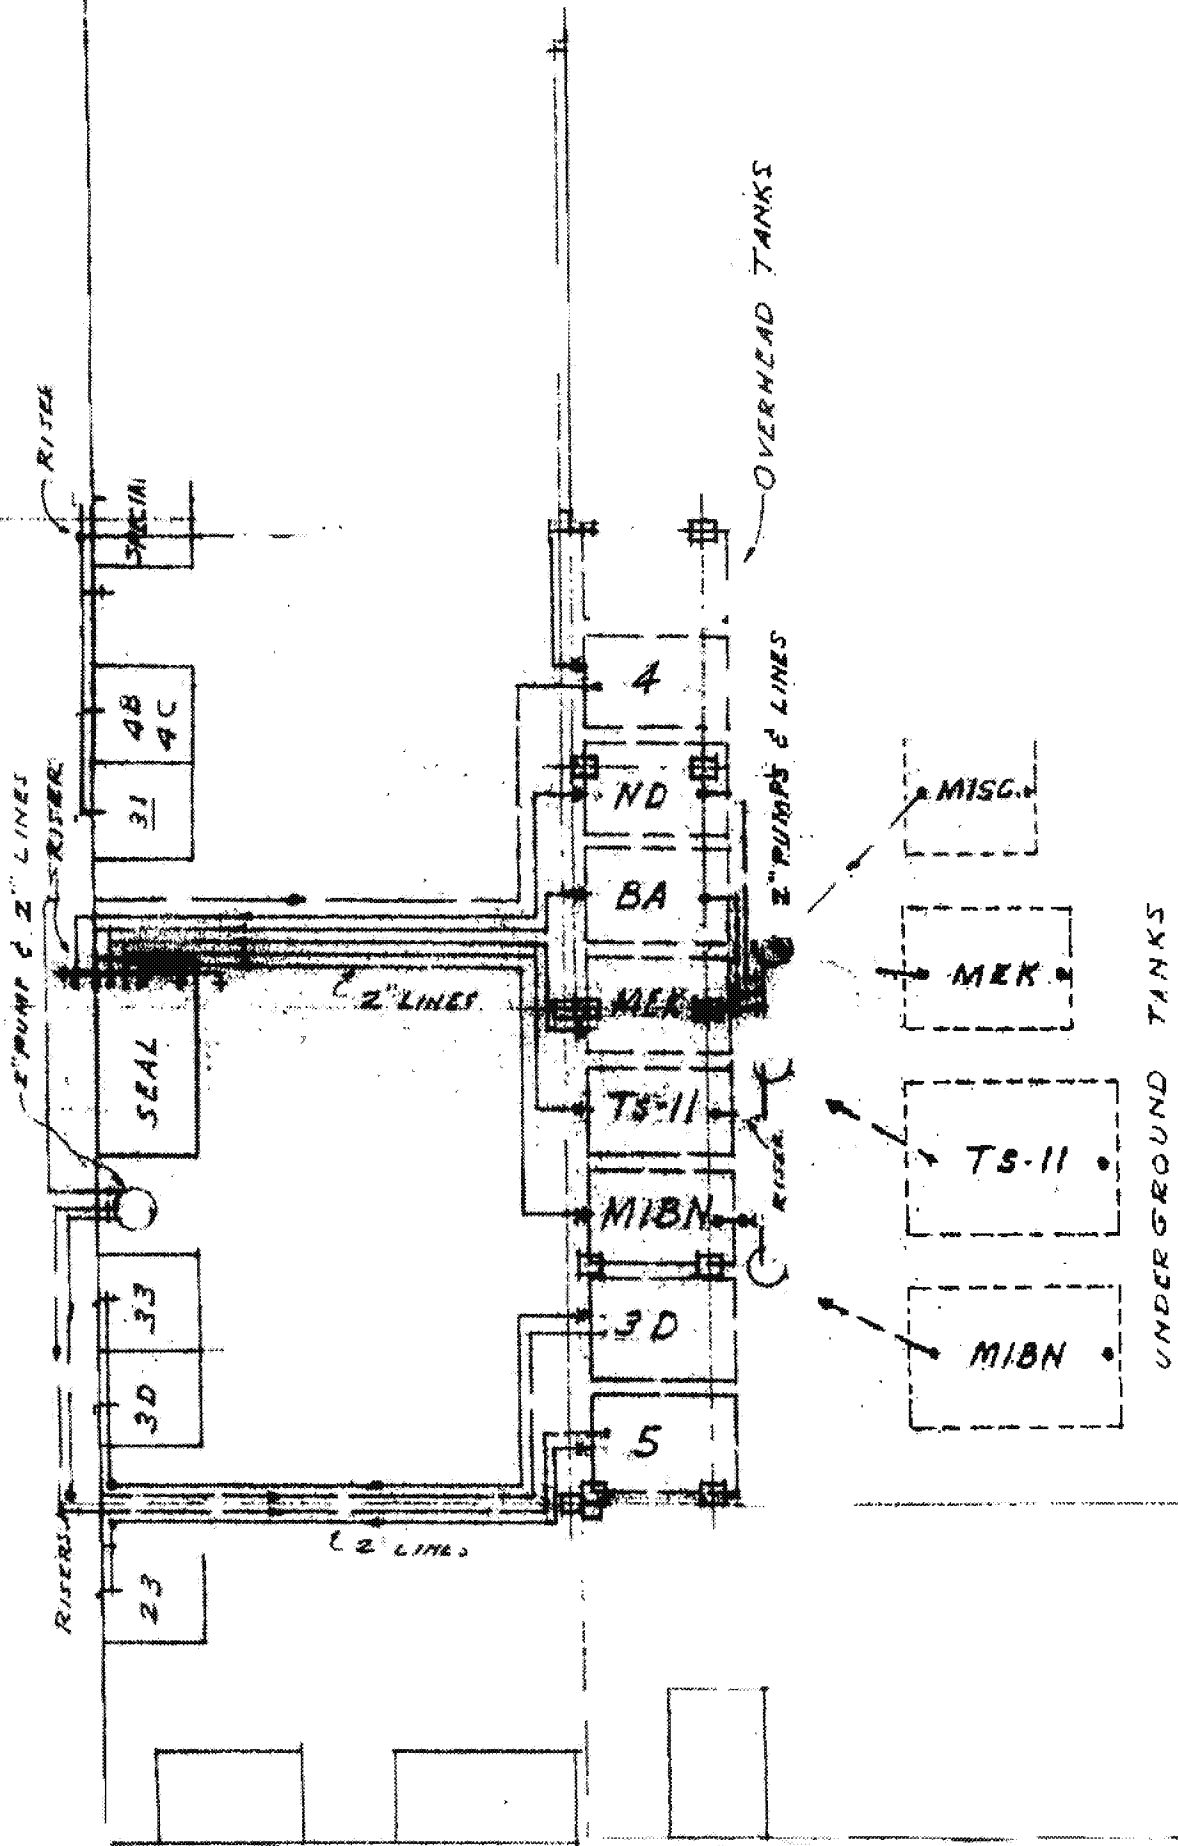 RISER
SPECIAL
4B
4C
31
2" PUMP & 2" LINES
RISER
SEAL
33
3D
RISERS
23
2" LINES
2" LINES
OVERHEAD TANKS
4
ND
BA
MEK
TS-11
MIBN
3D
5
2" PUMPS & LINES
RISER
MISC.
MEK
TS-11
MIBN
UNDERGROUND TANKS